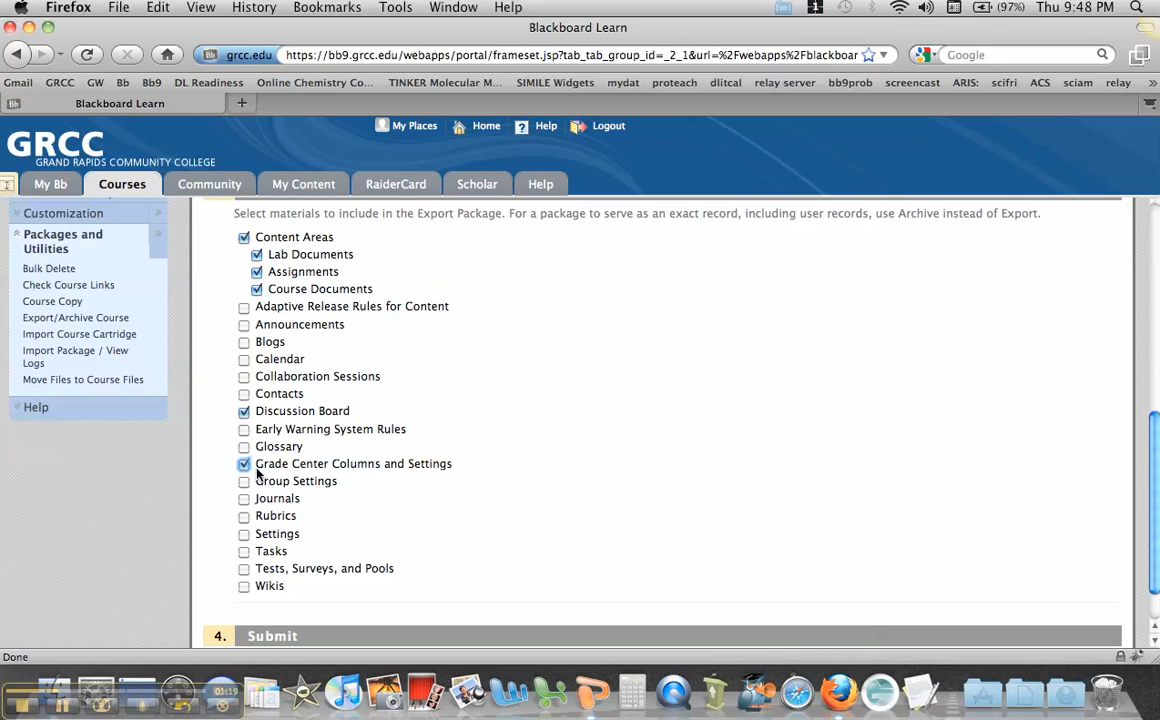 Firefox File Edit View History Bookmarks Tools Window Help 1 (97%) Thu 9:48 PM
Blackboard Learn
grcc.edu https://bb9.grcc.edu/webapps/portal/frameset.jsp?tab_tab_group_id=_2_1&url=%2Fwebapps%2Fblackboar Google
Most Visited GRCC GW Bb Bb9 DL Readiness Online Chemistry Co... TINKER Molecular M... SIMILE Widgets mydat proteach dlitcal relay server bb9prob screencast ARIS: scifri ACS sciam relay
Blackboard Learn
My Places Home Help Logout
GRCC
GRAND RAPIDS COMMUNITY COLLEGE
My Bb Courses Community My Content RaiderCard Scholar Help
Customization
Packages and
Utilities
Bulk Delete
Check Course Links
Course Copy
Export/Archive Course
Import Course Cartridge
Import Package / View
Logs
Move Files to Course Files
Help
Select materials to include in the Export Package. For a package to serve as an exact record, including user records, use Archive instead of Export.
Content Areas
Lab Documents
Assignments
Course Documents
Adaptive Release Rules for Content
Announcements
Blogs
Calendar
Collaboration Sessions
Contacts
Discussion Board
Early Warning System Rules
Glossary
Grade Center Columns and Settings
Group Settings
Journals
Rubrics
Settings
Tasks
Tests, Surveys, and Pools
Wikis
4. Submit
Done
01:19